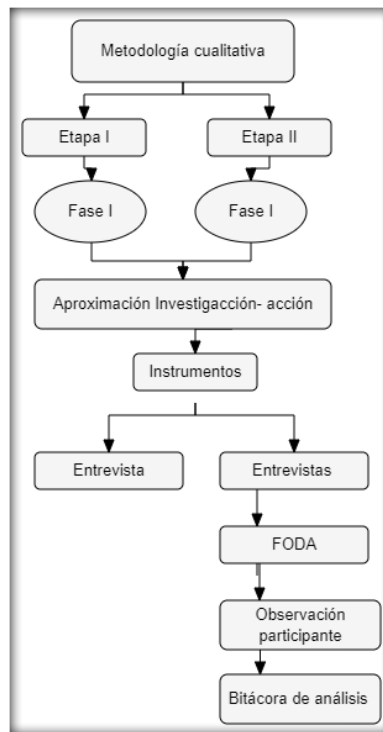 Metodología cualitativa
Etapa I
Etapa II
Fase I
Fase I
Aproximación Investigacción- acción
Instrumentos
Entrevista
Entrevistas
FODA
Observación
participante
Bitácora de análisis